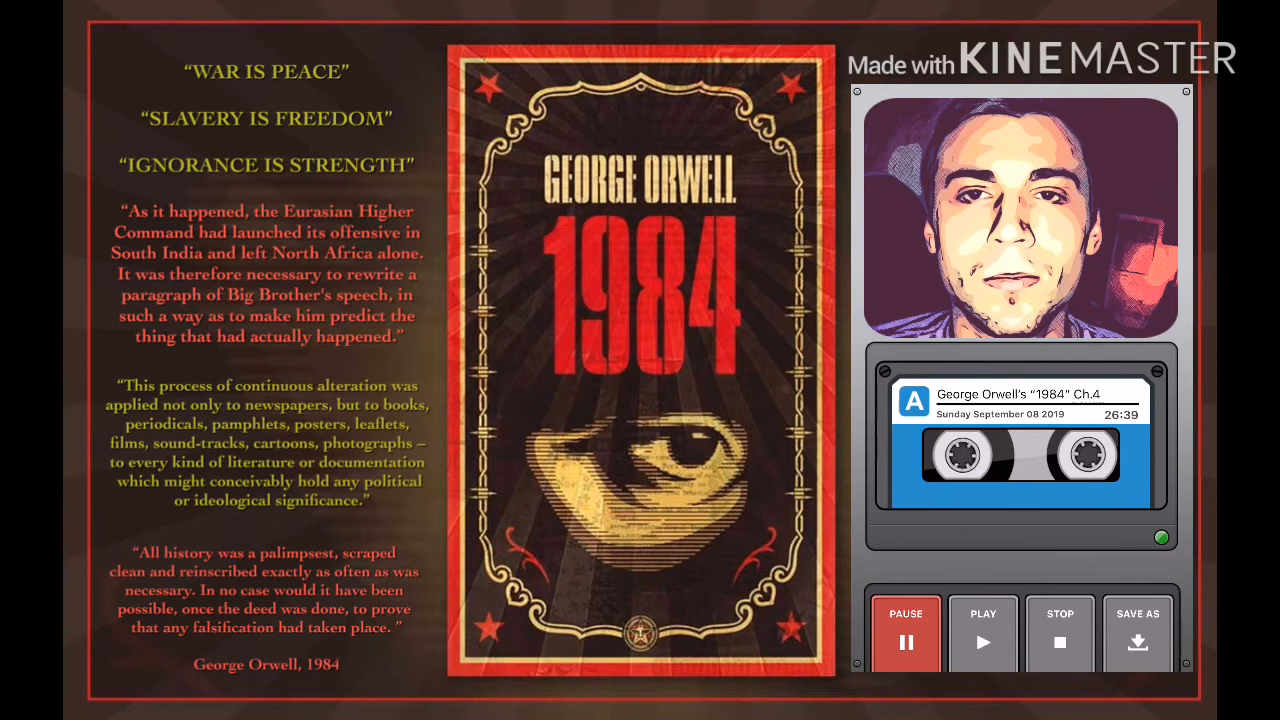 “WAR IS PEACE”
“SLAVERY IS FREEDOM”
“IGNORANCE IS STRENGTH”
“As it happened, the Eurasian Higher
Command had launched its offensive in
South India and left North Africa alone.
It was therefore necessary to rewrite a
paragraph of Big Brother's speech, in
such a way as to make him predict the
thing that had actually happened.”
“This process of continuous alteration was
applied not only to newspapers, but to books,
periodicals, pamphlets, posters, leaflets,
films, sound-tracks, cartoons, photographs –
to every kind of literature or documentation
which might conceivably hold any political
or ideological significance.”
“All history was a palimpsest, scraped
clean and reinscribed exactly as often as was
necessary. In no case would it have been
possible, once the deed was done, to prove
that any falsification had taken place. ”
George Orwell, 1984
GEORGE ORWELL
1984
Made with KINEMASTER
A
George Orwell's “1984” Ch.4
Sunday September 08 2019 26:39
PAUSE PLAY STOP SAVE AS